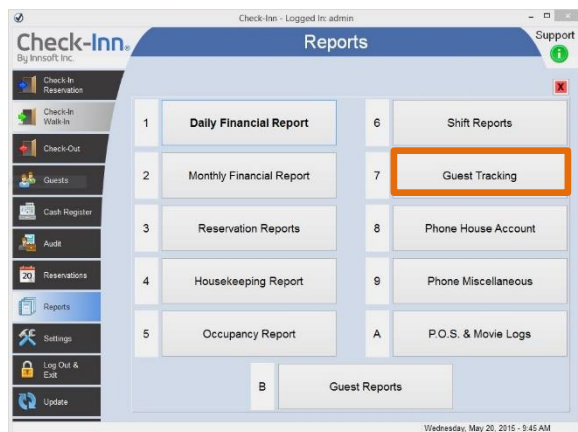 Check-Inn - Logged In: admin
Check-Inn®
By Innsoft Inc.
Reports
Support
Check-In
Reservation
Check-In
Walk-In
Check-Out
Guests
Cash Register
Audit
20
Reservations
Reports
Settings
Log Out &
Exit
Update
X
1 Daily Financial Report
2 Monthly Financial Report
3 Reservation Reports
4 Housekeeping Report
5 Occupancy Report
6 Shift Reports
7 Guest Tracking
8 Phone House Account
9 Phone Miscellaneous
A P.O.S. & Movie Logs
B Guest Reports
Wednesday, May 20, 2015 - 9:45 AM